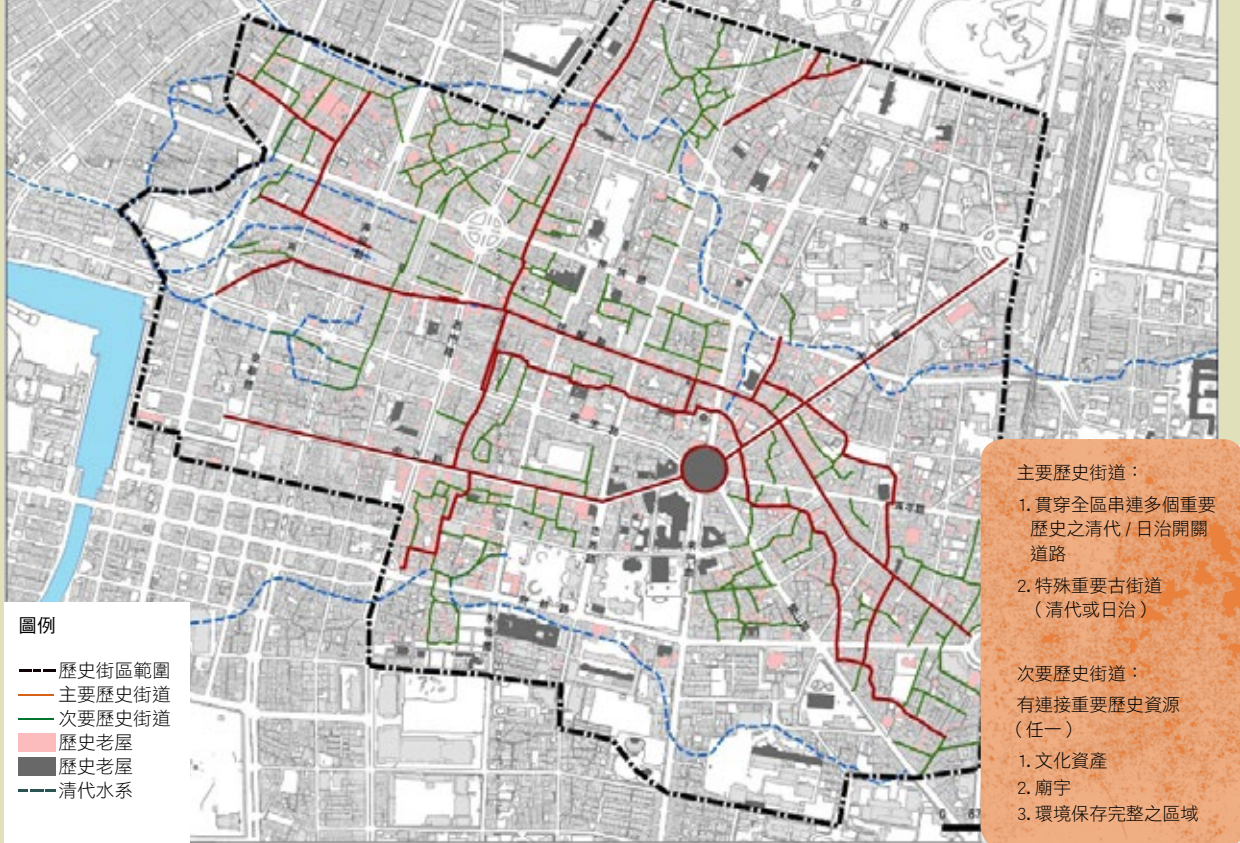 主要歷史街道：
1. 貫穿全區串連多個重要
歷史之清代 / 日治開闢
道路
2. 特殊重要古街道
（清代或日治）
次要歷史街道：
有連接重要歷史資源
（任一）
1. 文化資產
2. 廟宇
3. 環境保存完整之區域
圖例
歷史街區範圍
主要歷史街道
次要歷史街道
歷史老屋
歷史老屋
清代水系